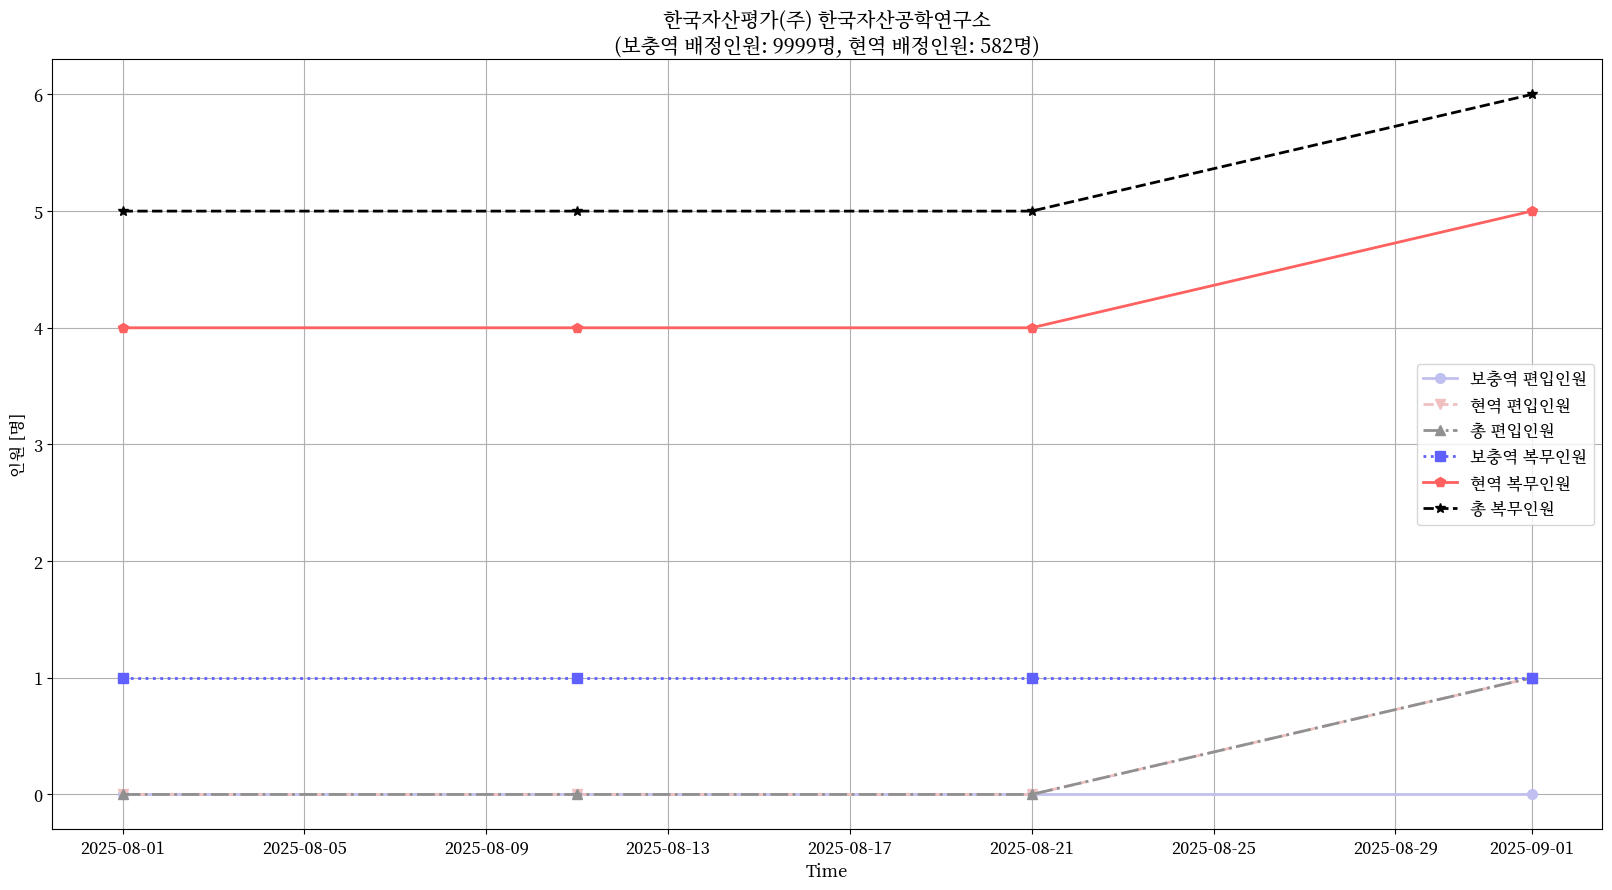 한국자산평가(주) 한국자산공학연구소
(보충역 배정인원: 9999명, 현역 배정인원: 582명)
6
5
4
3
2
1
0
인원 [명]
보충역 편입인원
현역 편입인원
총 편입인원
보충역 복무인원
현역 복무인원
총 복무인원
2025-08-01 2025-08-05 2025-08-09 2025-08-13 2025-08-17 2025-08-21 2025-08-25 2025-08-29 2025-09-01
Time